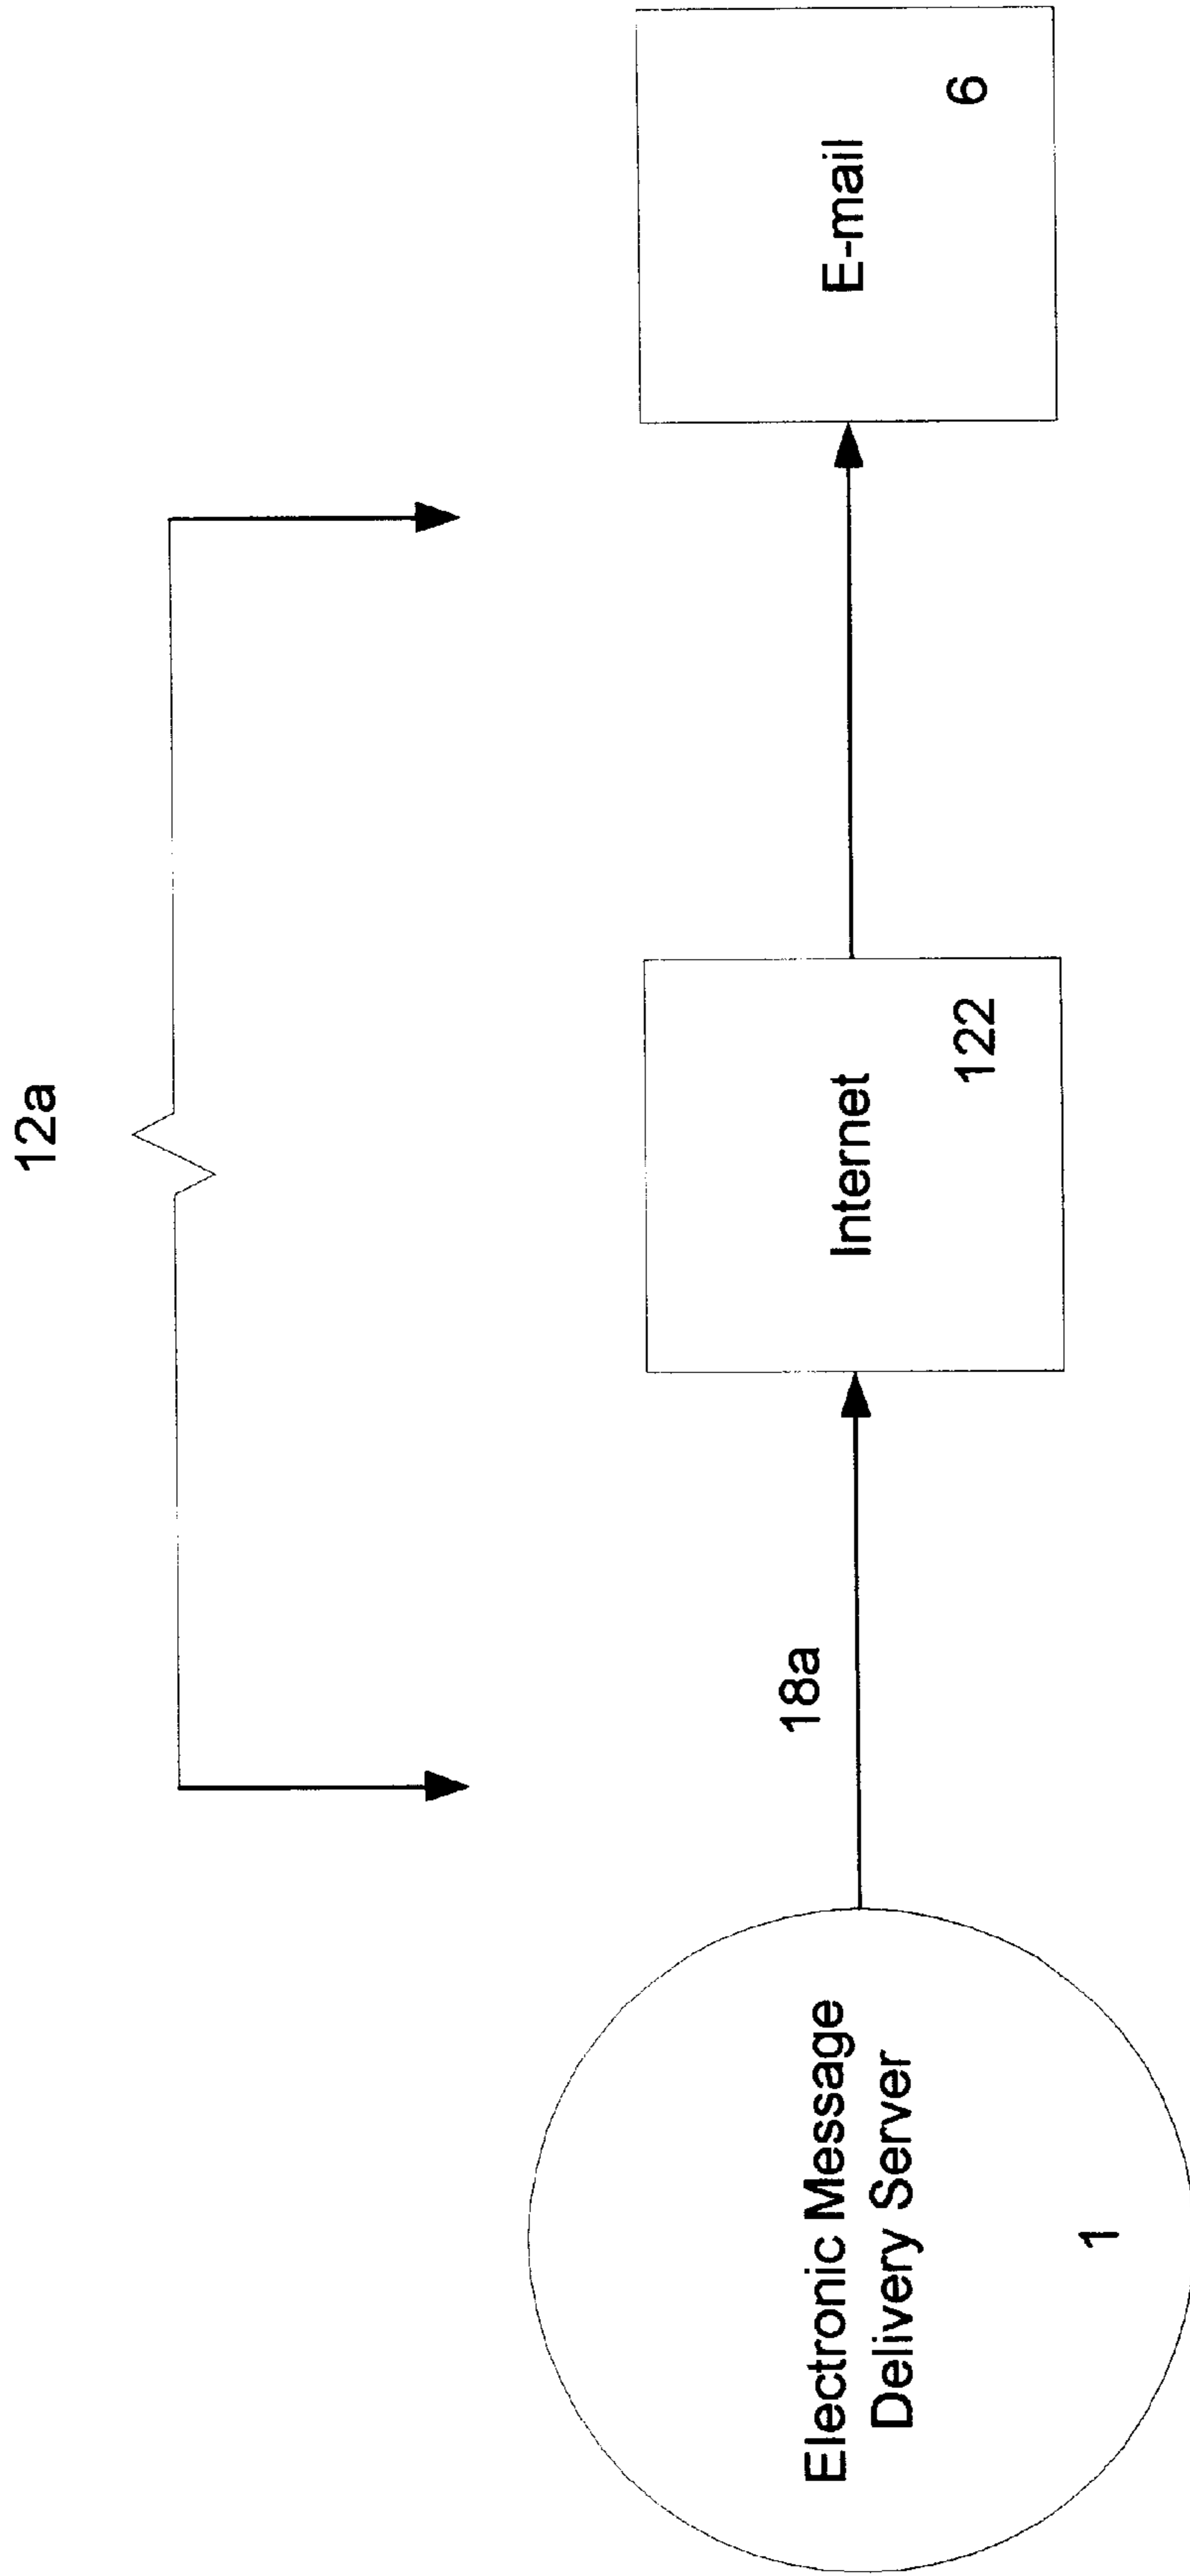 12a
Electronic Message
Delivery Server
1
18a
Internet
122
E-mail
6